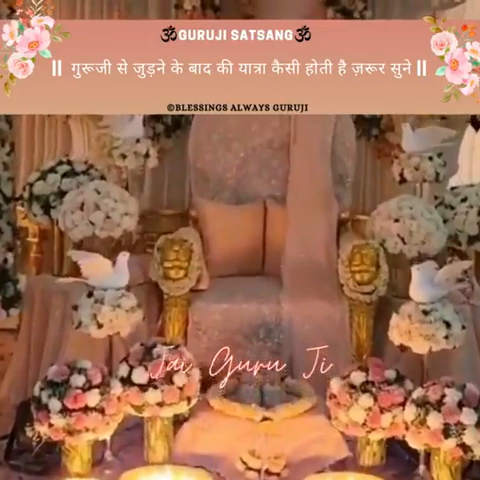 🕉GURUJI SATSANG🕉
|| गुरूजी से जुड़ने के बाद की यात्रा कैसी होती है ज़रूर सुने ||
©BLESSINGS ALWAYS GURUJI
Jai Guru Ji